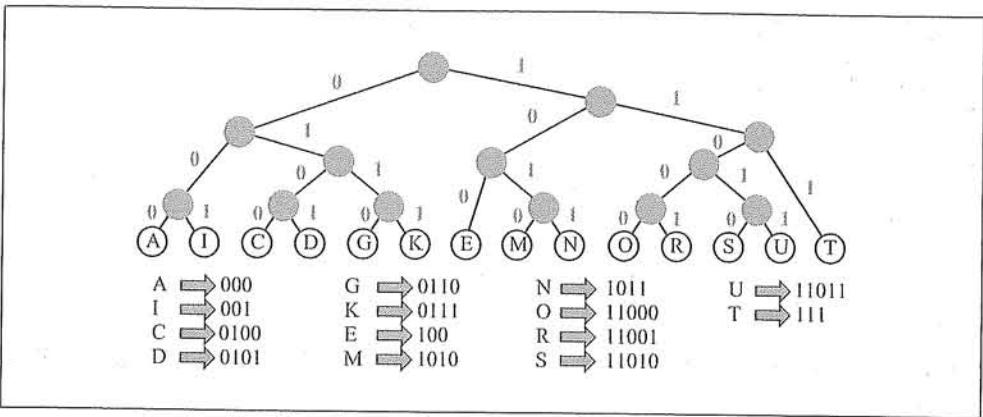 0 1
0 1 0 1
0 1 0 1 0 1 0 1
0 1 0 1 0 1 0 0 1 0 1 0 1 1
A I C D G K E M N O R S U T
A 000 G 0110 N 1011 U 11011
I 001 K 0111 O 11000 T 111
C 0100 E 100 R 11001
D 0101 M 1010 S 11010